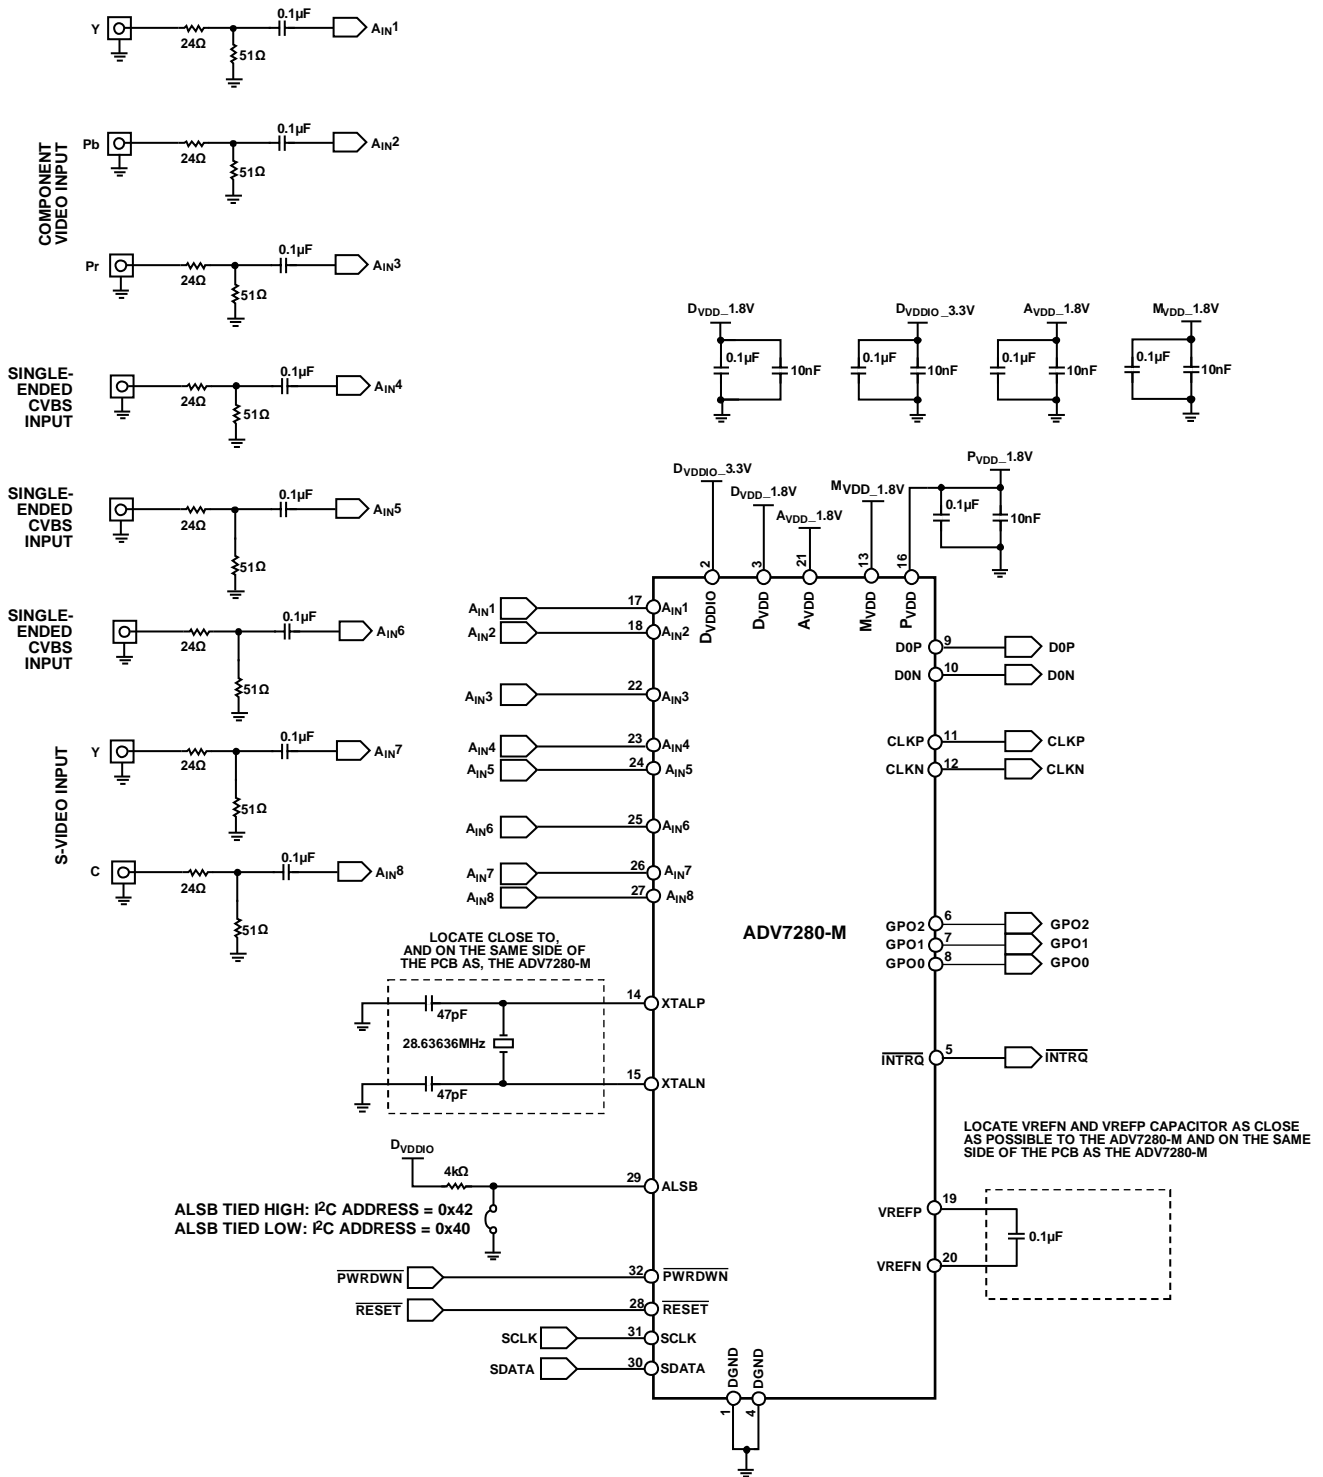 Y
24Ω
0.1µF
51Ω
AIN1
COMPONENT
VIDEO INPUT
Pb
24Ω
0.1µF
51Ω
AIN2
Pr
24Ω
0.1µF
51Ω
AIN3
SINGLE-
ENDED
CVBS
INPUT
24Ω
0.1µF
51Ω
AIN4
SINGLE-
ENDED
CVBS
INPUT
24Ω
0.1µF
51Ω
AIN5
SINGLE-
ENDED
CVBS
INPUT
24Ω
0.1µF
51Ω
AIN6
S-VIDEO INPUT
Y
24Ω
0.1µF
51Ω
AIN7
C
24Ω
0.1µF
51Ω
AIN8
DVDD_1.8V
0.1µF
10nF
DVDDIO_3.3V
0.1µF
10nF
AVDD_1.8V
0.1µF
10nF
MVDD_1.8V
0.1µF
10nF
DVDDIO_3.3V
DVDD_1.8V
AVDD_1.8V
MVDD_1.8V
PVDD_1.8V
0.1µF
10nF
2
3
21
13
16
DVDDIO
DVDD
AVDD
MVDD
PVDD
AIN1 17 AIN1
AIN2 18 AIN2
AIN3 22 AIN3
AIN4 23 AIN4
AIN5 24 AIN5
AIN6 25 AIN6
AIN7 26 AIN7
AIN8 27 AIN8
D0P 9 D0P
D0N 10 D0N
CLKP 11 CLKP
CLKN 12 CLKN
ADV7280-M
GPO2 6 GPO2
GPO1 7 GPO1
GPO0 8 GPO0
INTRQ 5 INTRQ
LOCATE CLOSE TO,
AND ON THE SAME SIDE OF
THE PCB AS, THE ADV7280-M
47pF
14 XTALP
28.63636MHz
47pF
15 XTALN
LOCATE VREFN AND VREFP CAPACITOR AS CLOSE
AS POSSIBLE TO THE ADV7280-M AND ON THE SAME
SIDE OF THE PCB AS THE ADV7280-M
VREFP 19
0.1µF
VREFN 20
DVDDIO
4kΩ
29 ALSB
ALSB TIED HIGH: I2C ADDRESS = 0x42
ALSB TIED LOW: I2C ADDRESS = 0x40
PWRDWN 32 PWRDWN
RESET 28 RESET
SCLK 31 SCLK
SDATA 30 SDATA
DGND
DGND
1
4